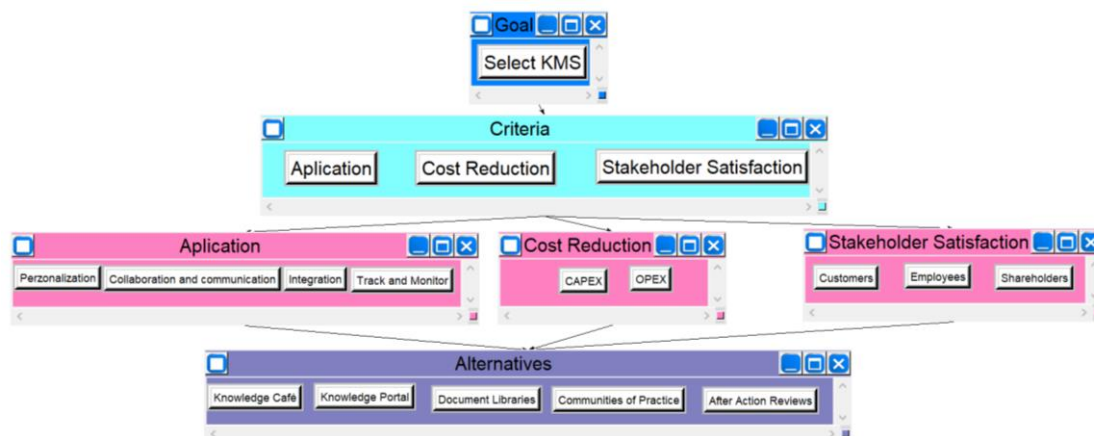 Goal
Select KMS
Criteria
Aplication
Cost Reduction
Stakeholder Satisfaction
Aplication
Perzonalization
Collaboration and communication
Integration
Track and Monitor
Cost Reduction
CAPEX
OPEX
Stakeholder Satisfaction
Customers
Employees
Shareholders
Alternatives
Knowledge Café
Knowledge Portal
Document Libraries
Communities of Practice
After Action Reviews